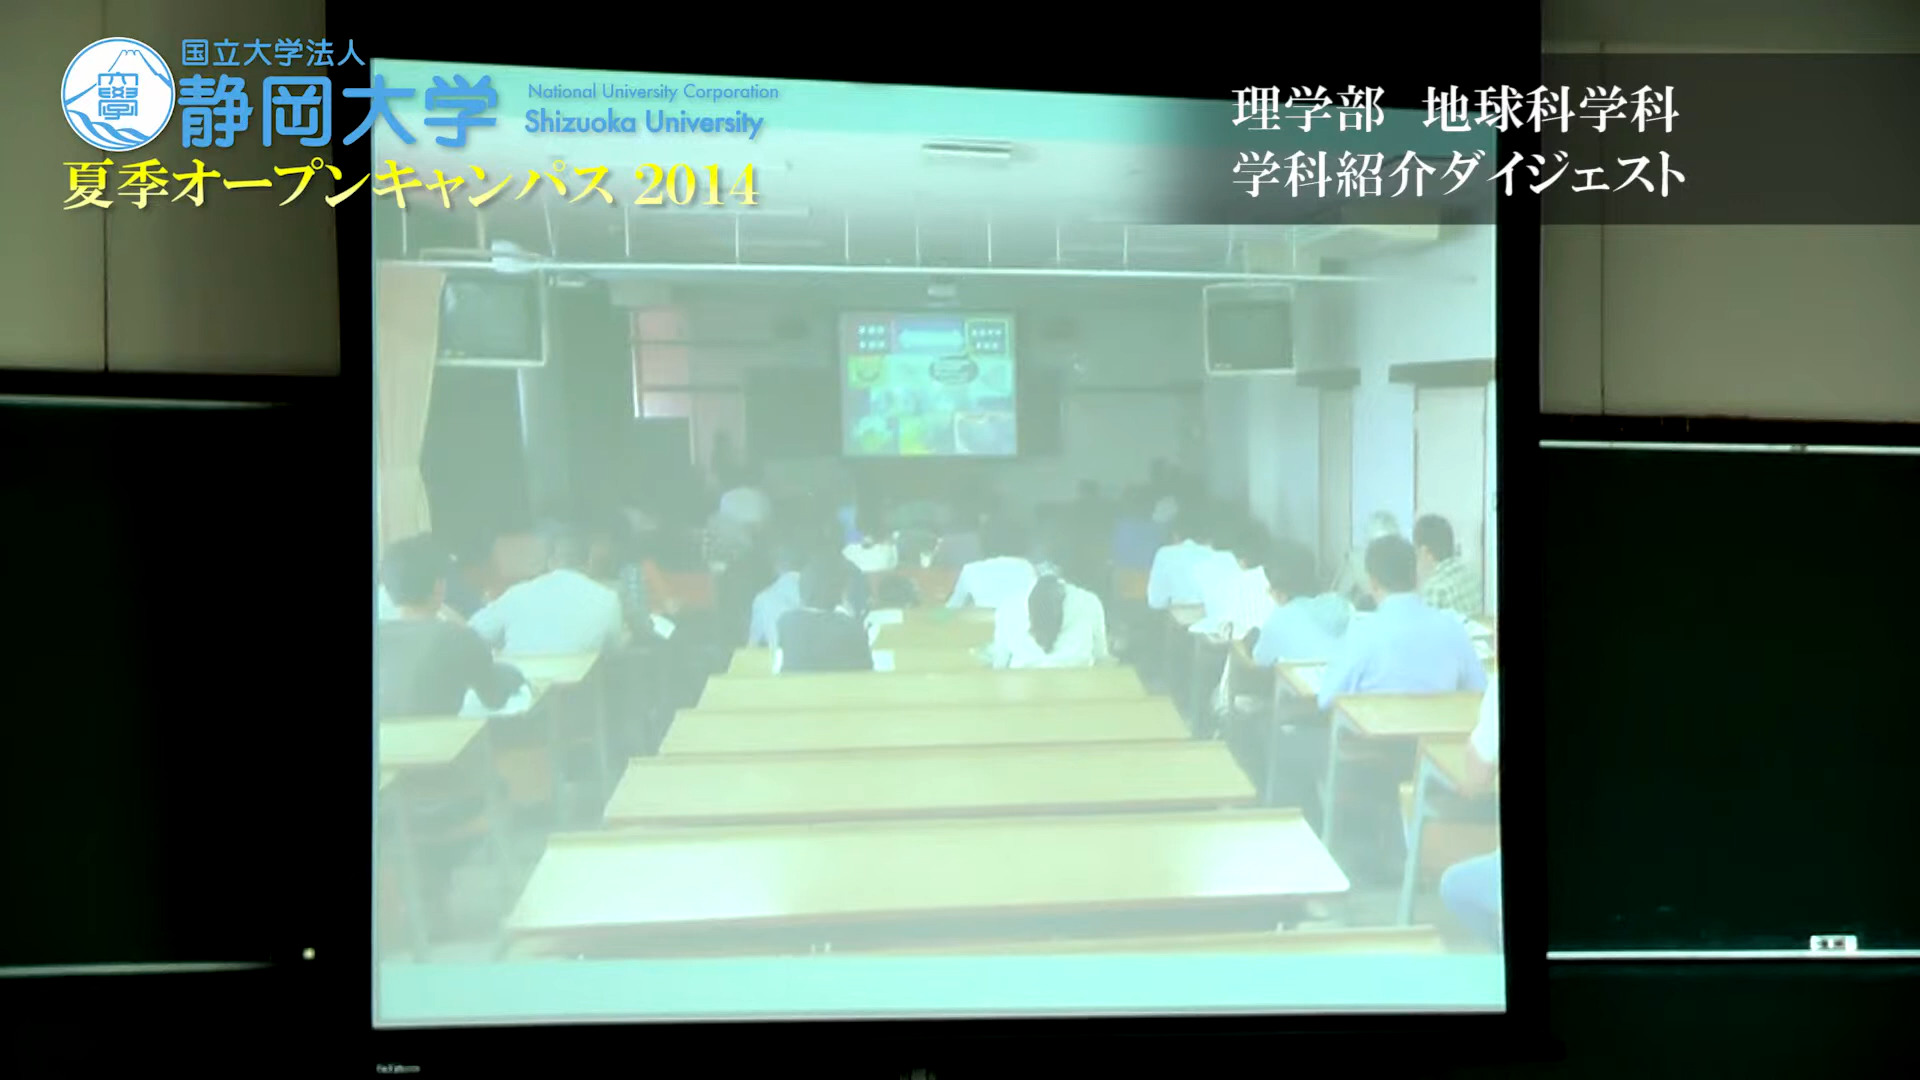 国立大学法人
静岡大学
National University Corporation
Shizuoka University
夏季オープンキャンパス 2014
理学部 地球科学科
学科紹介ダイジェスト